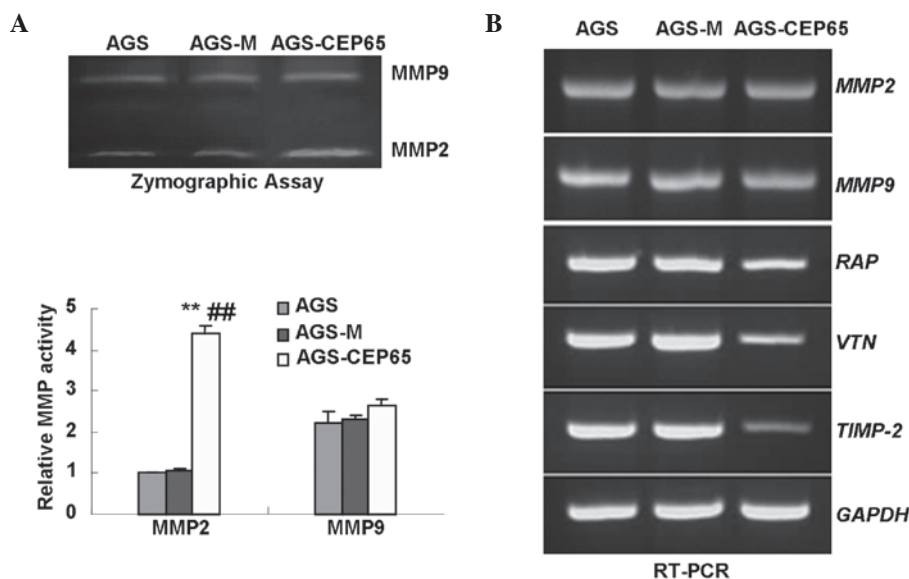 A
AGS AGS-M AGS-CEP65
MMP9
MMP2
Zymographic Assay
Relative MMP activity
5
4
3
2
1
0
** ##
AGS
AGS-M
AGS-CEP65
MMP2 MMP9
B
AGS AGS-M AGS-CEP65
MMP2
MMP9
RAP
VTN
TIMP-2
GAPDH
RT-PCR